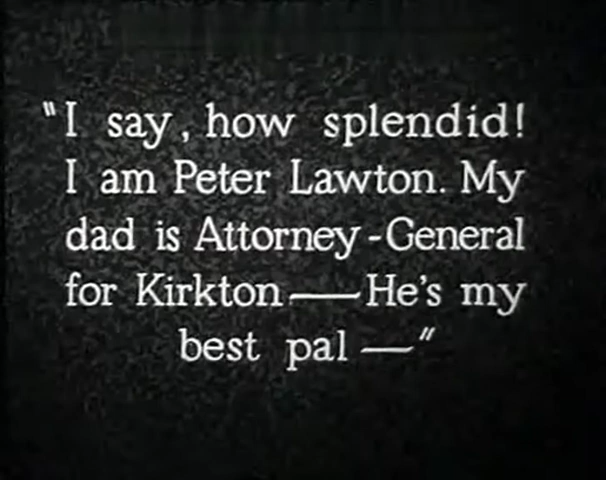 "I say, how splendid!
I am Peter Lawton. My
dad is Attorney-General
for Kirkton — He's my
best pal —"